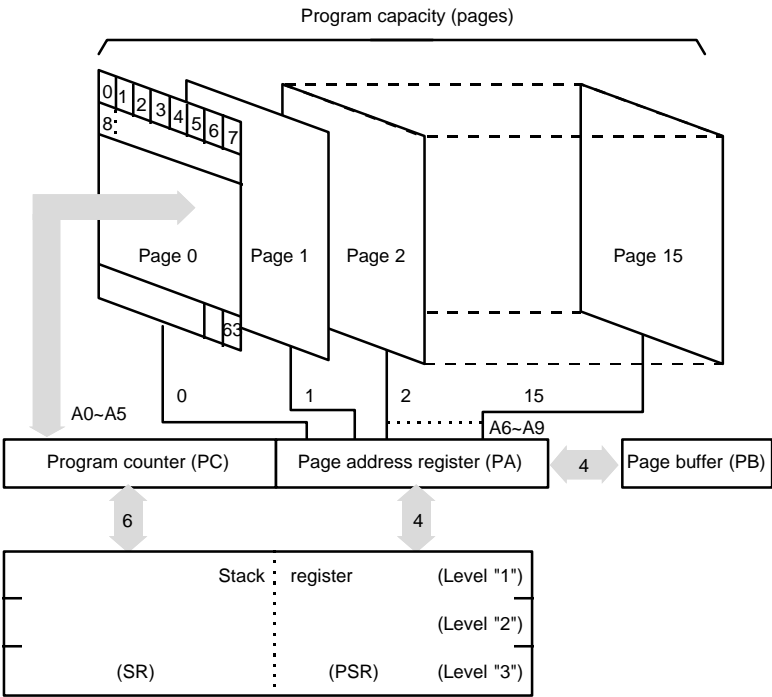 Program capacity (pages)
0 1 2 3 4 5 6 7
8
Page 0
Page 1
Page 2
Page 15
63
0
1
2
15
A0~A5
A6~A9
Program counter (PC)
Page address register (PA)
4
Page buffer (PB)
6
4
Stack register (Level "1")
(Level "2")
(SR) (PSR) (Level "3")